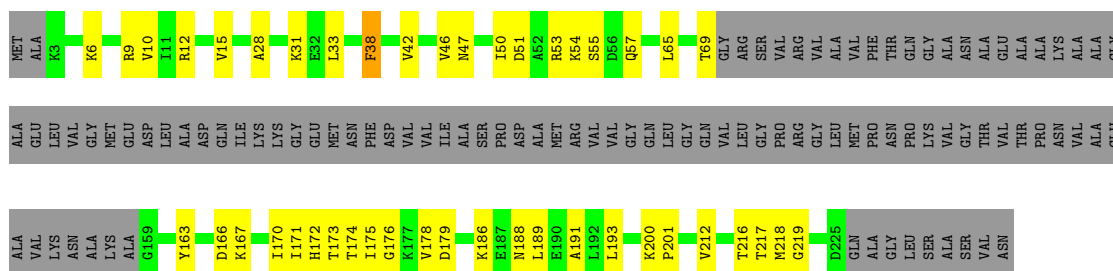 MET ALA K3 K6 R9 V10 I11 R12 V15 A28 K31 E32 L33 F38 V42 V46 N47 I50 D51 A52 R53 K54 S55 D56 Q57 L65 T69 GLY ARG SER VAL ARG VAL ALA VAL PHE THR GLN GLY ALA ASN ALA GLU ALA ALA LYS ALA ALA
ALA GLU LEU VAL GLY MET GLU ASP LEU ALA ASP GLN ILE LYS LYS GLY GLU MET ASN PHE ASP VAL VAL ILE ALA SER PRO ASP ALA MET ARG VAL VAL GLY GLN LEU GLY GLN VAL LEU GLY PRO ARG GLY LEU MET PRO ASN PRO LYS VAL GLY THR VAL THR PRO ASN VAL ALA
ALA VAL LYS ASN ALA LYS ALA G159 Y163 D166 K167 I170 I171 H172 T173 T174 I175 G176 K177 V178 D179 K186 E187 N188 L189 E190 A191 L192 L193 K200 P201 V212 T216 T217 M218 G219 D225 GLN ALA GLY LEU SER ALA SER VAL ASN